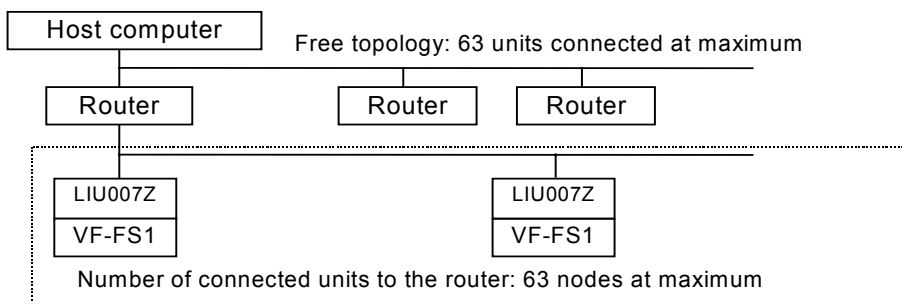 Host computer
Free topology: 63 units connected at maximum
Router
Router
Router
LIU007Z
LIU007Z
VF-FS1
VF-FS1
Number of connected units to the router: 63 nodes at maximum